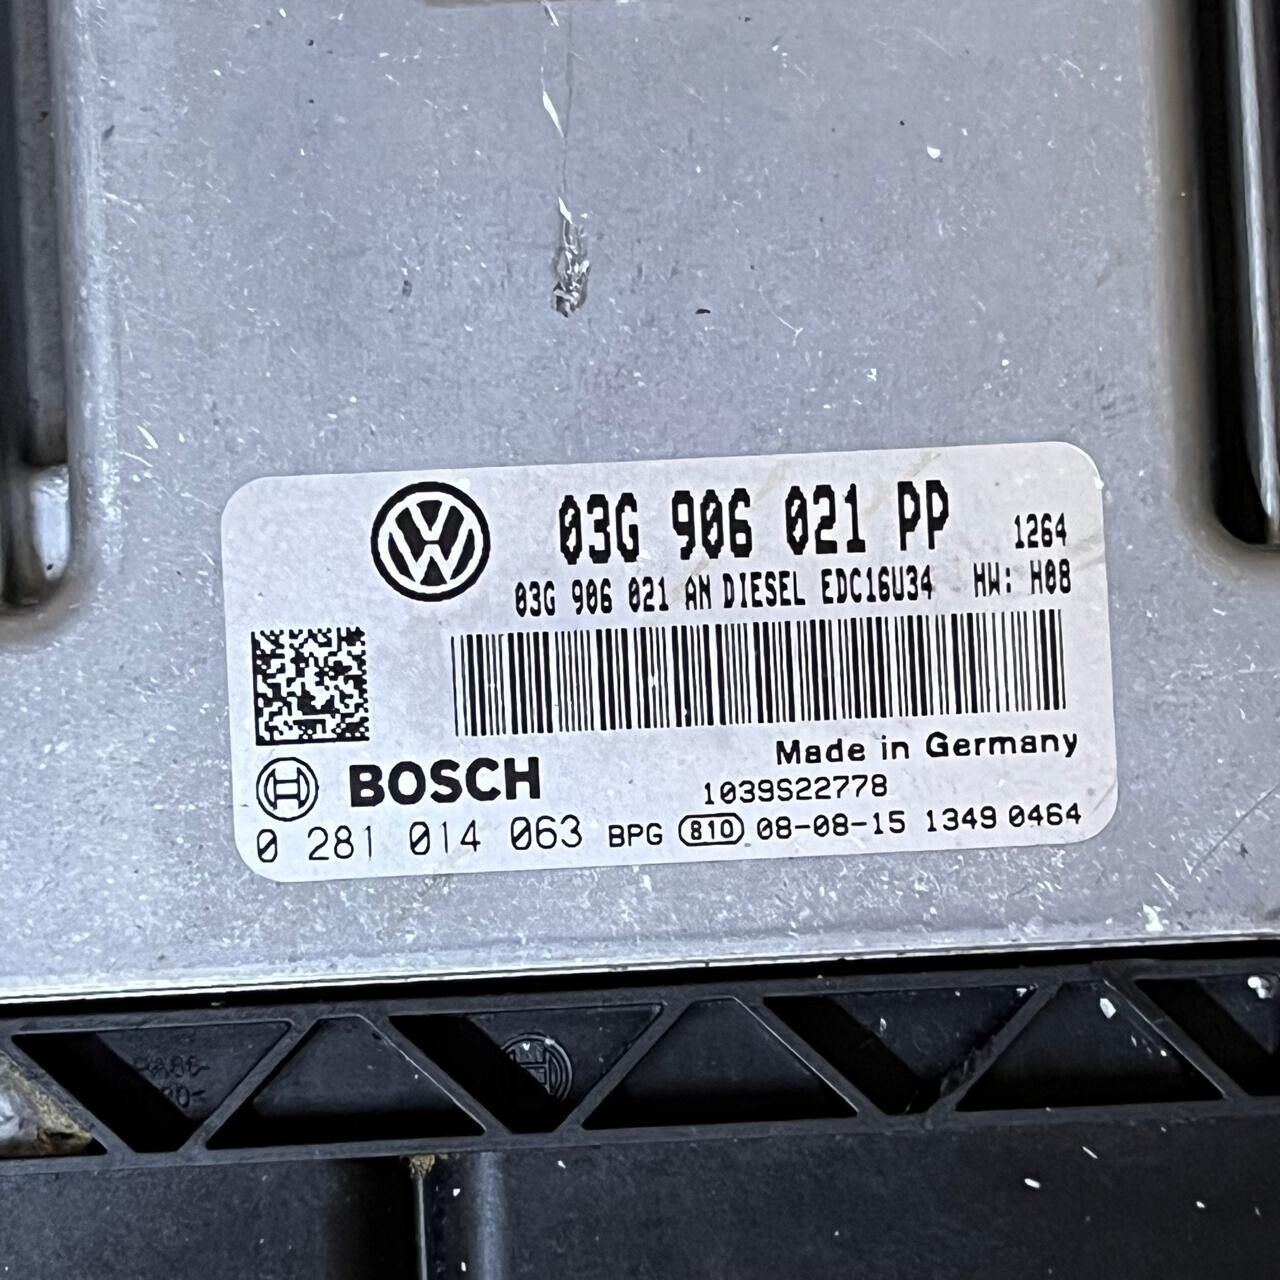 03G 906 021 PP 1264
03G 906 021 AN DIESEL EDC16U34 HW: H08
Made in Germany
BOSCH
1039S22778
0 281 014 063 BPG 810 08-08-15 1349 0464